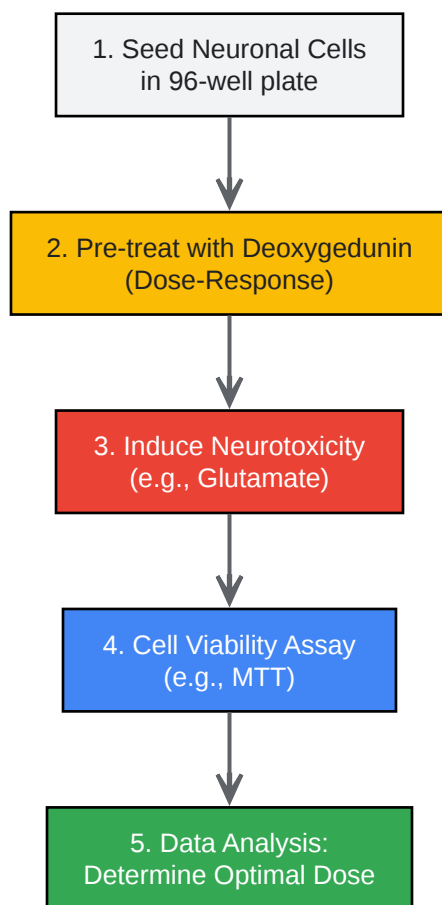 1. Seed Neuronal Cells
in 96-well plate
2. Pre-treat with Deoxygedunin
(Dose-Response)
3. Induce Neurotoxicity
(e.g., Glutamate)
4. Cell Viability Assay
(e.g., MTT)
5. Data Analysis:
Determine Optimal Dose